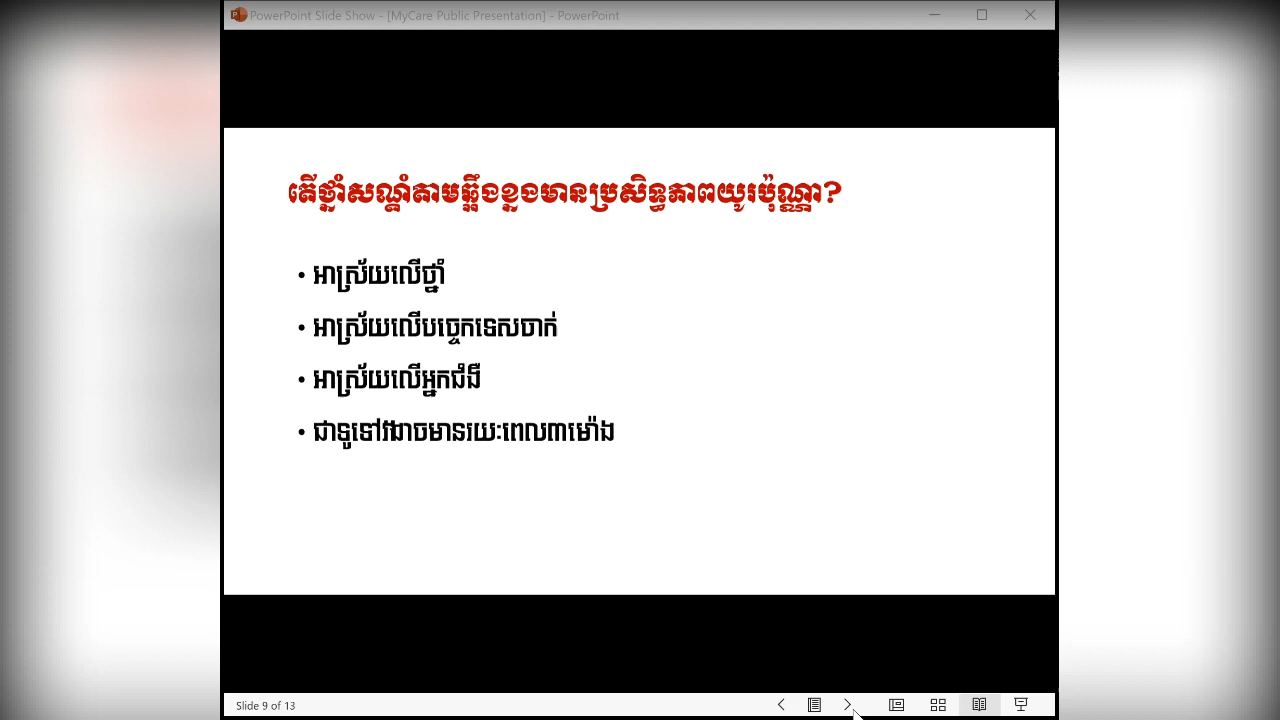 PowerPoint Slide Show - [MyCare Public Presentation] - PowerPoint
តើថ្នាំសណ្តំតាមឆ្អឹងខ្នងមានប្រសិទ្ធភាពយូរប៉ុណ្ណា?
• អាស្រ័យលើថ្នាំ
• អាស្រ័យលើបច្ចេកទេសចាក់
• អាស្រ័យលើអ្នកជំងឺ
• ជាទូទៅវាអាចមានរយៈពេល៣ម៉ោង
Slide 9 of 13